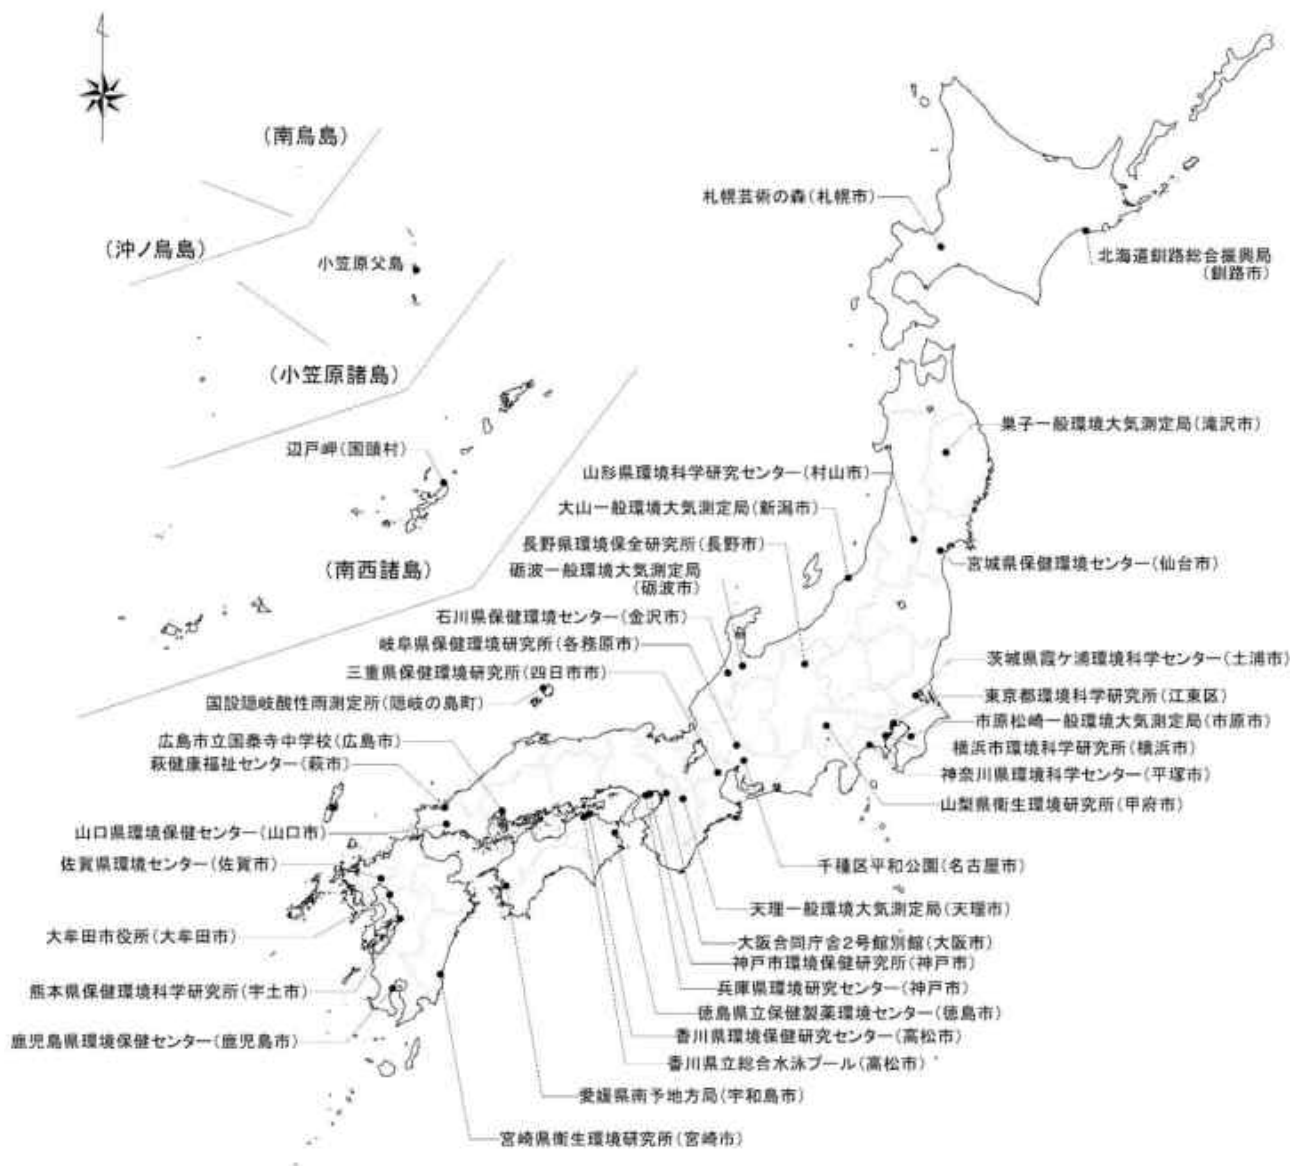 (南鳥島)
札幌芸術の森(札幌市)
(沖ノ鳥島)
小笠原父島
北海道釧路総合振興局
(釧路市)
(小笠原諸島)
巣子一般環境大気測定局(滝沢市)
辺戸岬(国頭村)
山形県環境科学研究センター(村山市)
大山一般環境大気測定局(新潟市)
長野県環境保全研究所(長野市)
宮城県保健環境センター(仙台市)
(南西諸島)
砺波一般環境大気測定局
(砺波市)
石川県保健環境センター(金沢市)
岐阜県保健環境研究所(各務原市)
茨城県霞ケ浦環境科学センター(土浦市)
三重県保健環境研究所(四日市市)
東京都環境科学研究所(江東区)
国設隠岐酸性雨測定所(隠岐の島町)
市原松崎一般環境大気測定局(市原市)
広島市立国泰寺中学校(広島市)
横浜市環境科学研究所(横浜市)
萩健康福祉センター(萩市)
神奈川県環境科学センター(平塚市)
山梨県衛生環境研究所(甲府市)
山口県環境保健センター(山口市)
佐賀県環境センター(佐賀市)
千種区平和公園(名古屋市)
天理一般環境大気測定局(天理市)
大牟田市役所(大牟田市)
大阪合同庁舎2号館別館(大阪市)
神戸市環境保健研究所(神戸市)
兵庫県環境研究センター(神戸市)
熊本県保健環境科学研究所(宇土市)
徳島県立保健製薬環境センター(徳島市)
香川県環境保健研究センター(高松市)
鹿児島県環境保健センター(鹿児島市)
香川県立総合水泳プール(高松市)
愛媛県南予地方局(宇和島市)
宮崎県衛生環境研究所(宮崎市)